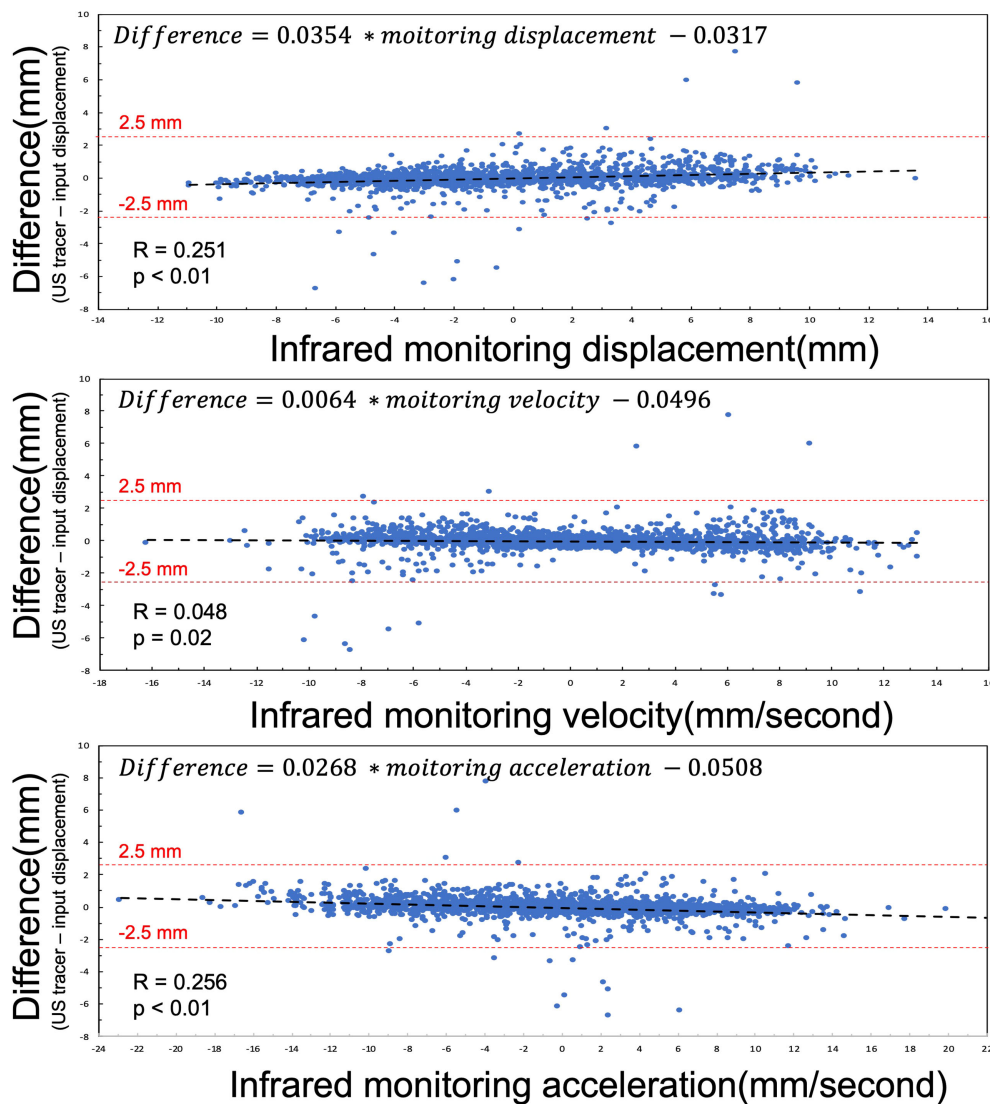 Difference = 0.0354 * moitoring displacement − 0.0317
Difference(mm)
(US tracer – input displacement)
10
8
6
4
2
0
-2
-4
-6
-8
2.5 mm
-2.5 mm
R = 0.251
p < 0.01
-14 -12 -10 -8 -6 -4 -2 0 2 4 6 8 10 12 14 16
Infrared monitoring displacement(mm)
Difference = 0.0064 * moitoring velocity − 0.0496
Difference(mm)
(US tracer – input displacement)
10
8
6
4
2
0
-2
-4
-6
-8
2.5 mm
-2.5 mm
R = 0.048
p = 0.02
-18 -16 -14 -12 -10 -8 -6 -4 -2 0 2 4 6 8 10 12 14 16
Infrared monitoring velocity(mm/second)
Difference = 0.0268 * moitoring acceleration − 0.0508
Difference(mm)
(US tracer – input displacement)
10
8
6
4
2
0
-2
-4
-6
-8
2.5 mm
-2.5 mm
R = 0.256
p < 0.01
-24 -22 -20 -18 -16 -14 -12 -10 -8 -6 -4 -2 0 2 4 6 8 10 12 14 16 18 20 22
Infrared monitoring acceleration(mm/second)